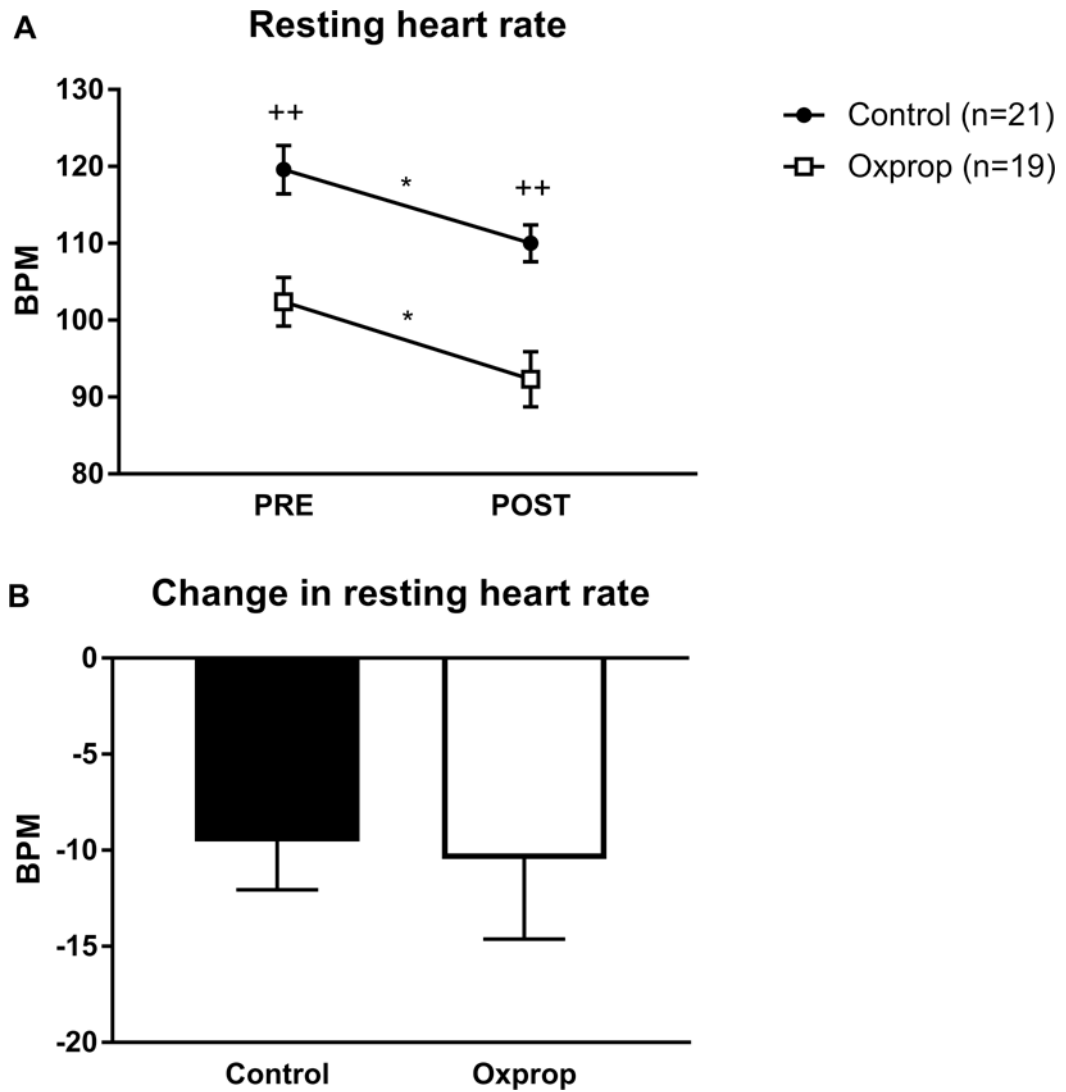 A Resting heart rate
130
120
110
100
90
80
BPM
++
*
++
*
PRE POST
Control (n=21)
Oxprop (n=19)
B Change in resting heart rate
0
-5
-10
-15
-20
BPM
Control Oxprop